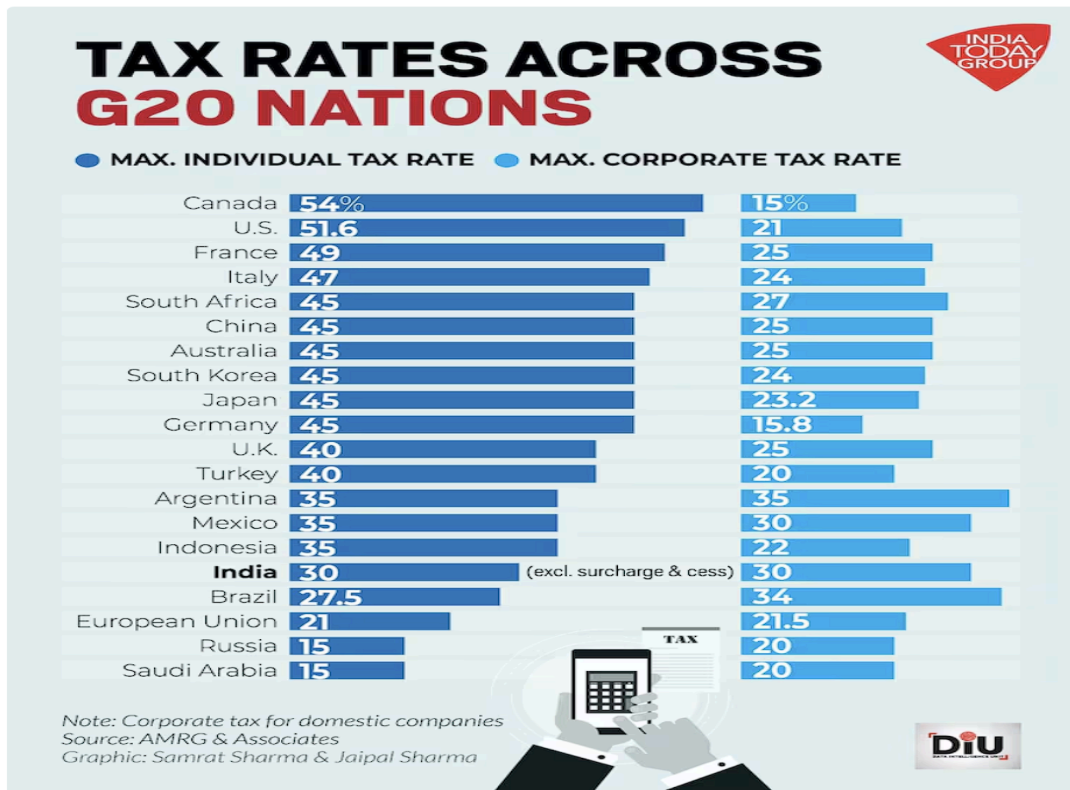 TAX RATES ACROSS
G20 NATIONS
INDIA
TODAY
GROUP
MAX. INDIVIDUAL TAX RATE MAX. CORPORATE TAX RATE
Canada 54% 15%
U.S. 51.6 21
France 49 25
Italy 47 24
South Africa 45 27
China 45 25
Australia 45 25
South Korea 45 24
Japan 45 23.2
Germany 45 15.8
U.K. 40 25
Turkey 40 20
Argentina 35 35
Mexico 35 30
Indonesia 35 22
India 30 (excl. surcharge & cess) 30
Brazil 27.5 34
European Union 21 21.5
Russia 15 20
Saudi Arabia 15 20
TAX
Note: Corporate tax for domestic companies
Source: AMRG & Associates
Graphic: Samrat Sharma & Jaipal Sharma
DiU
DATA INTELLIGENCE UNIT